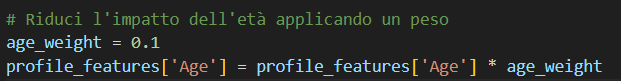 # Riduci l'impatto dell'età applicando un peso
age_weight = 0.1
profile_features['Age'] = profile_features['Age'] * age_weight